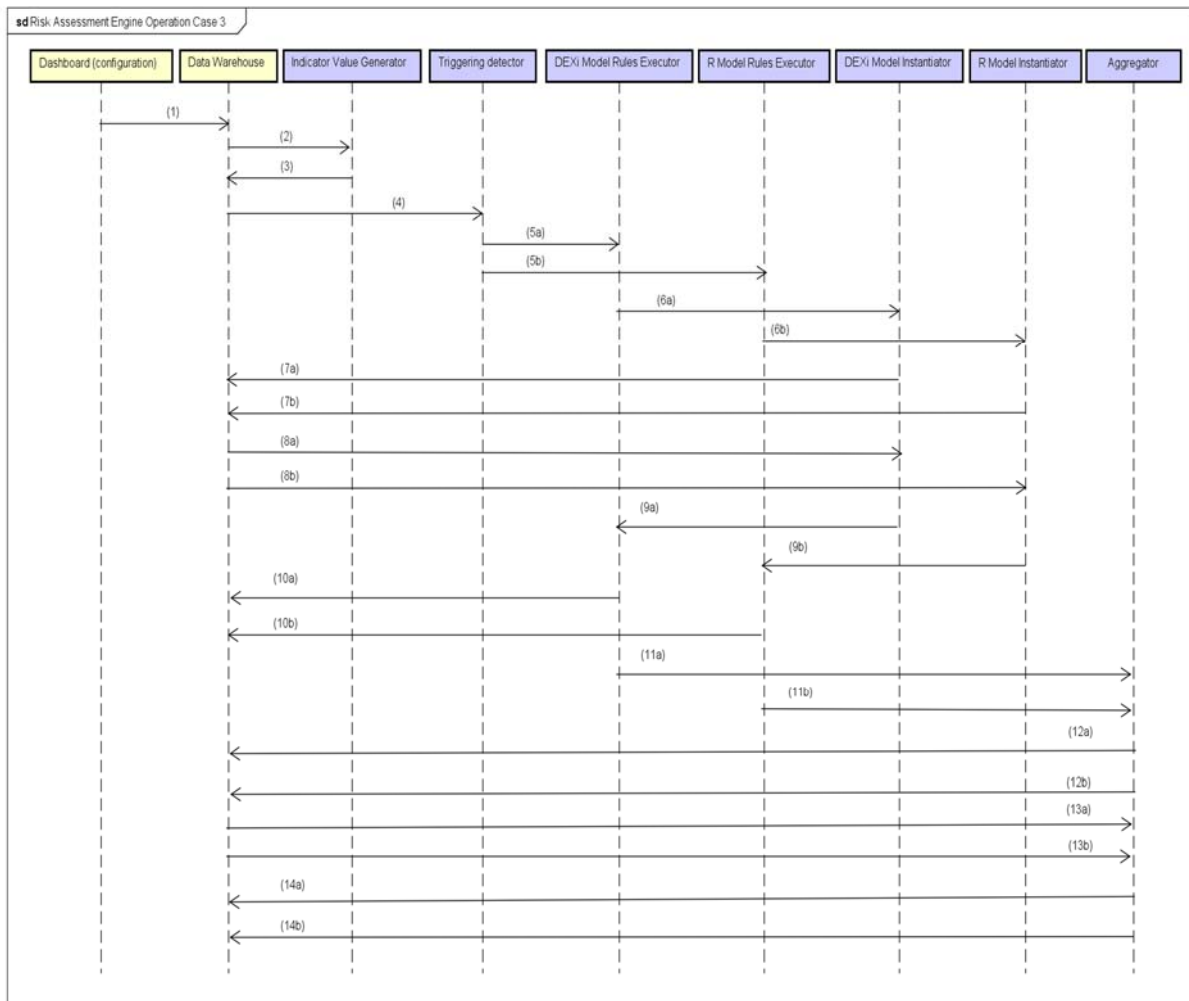 sd Risk Assessment Engine Operation Case 3
Dashboard (configuration)
Data Warehouse
Indicator Value Generator
Triggering detector
DEXi Model Rules Executor
R Model Rules Executor
DEXi Model Instantiator
R Model Instantiator
Aggregator
(1)
(2)
(3)
(4)
(5a)
(5b)
(6a)
(6b)
(7a)
(7b)
(8a)
(8b)
(9a)
(9b)
(10a)
(10b)
(11a)
(11b)
(12a)
(12b)
(13a)
(13b)
(14a)
(14b)